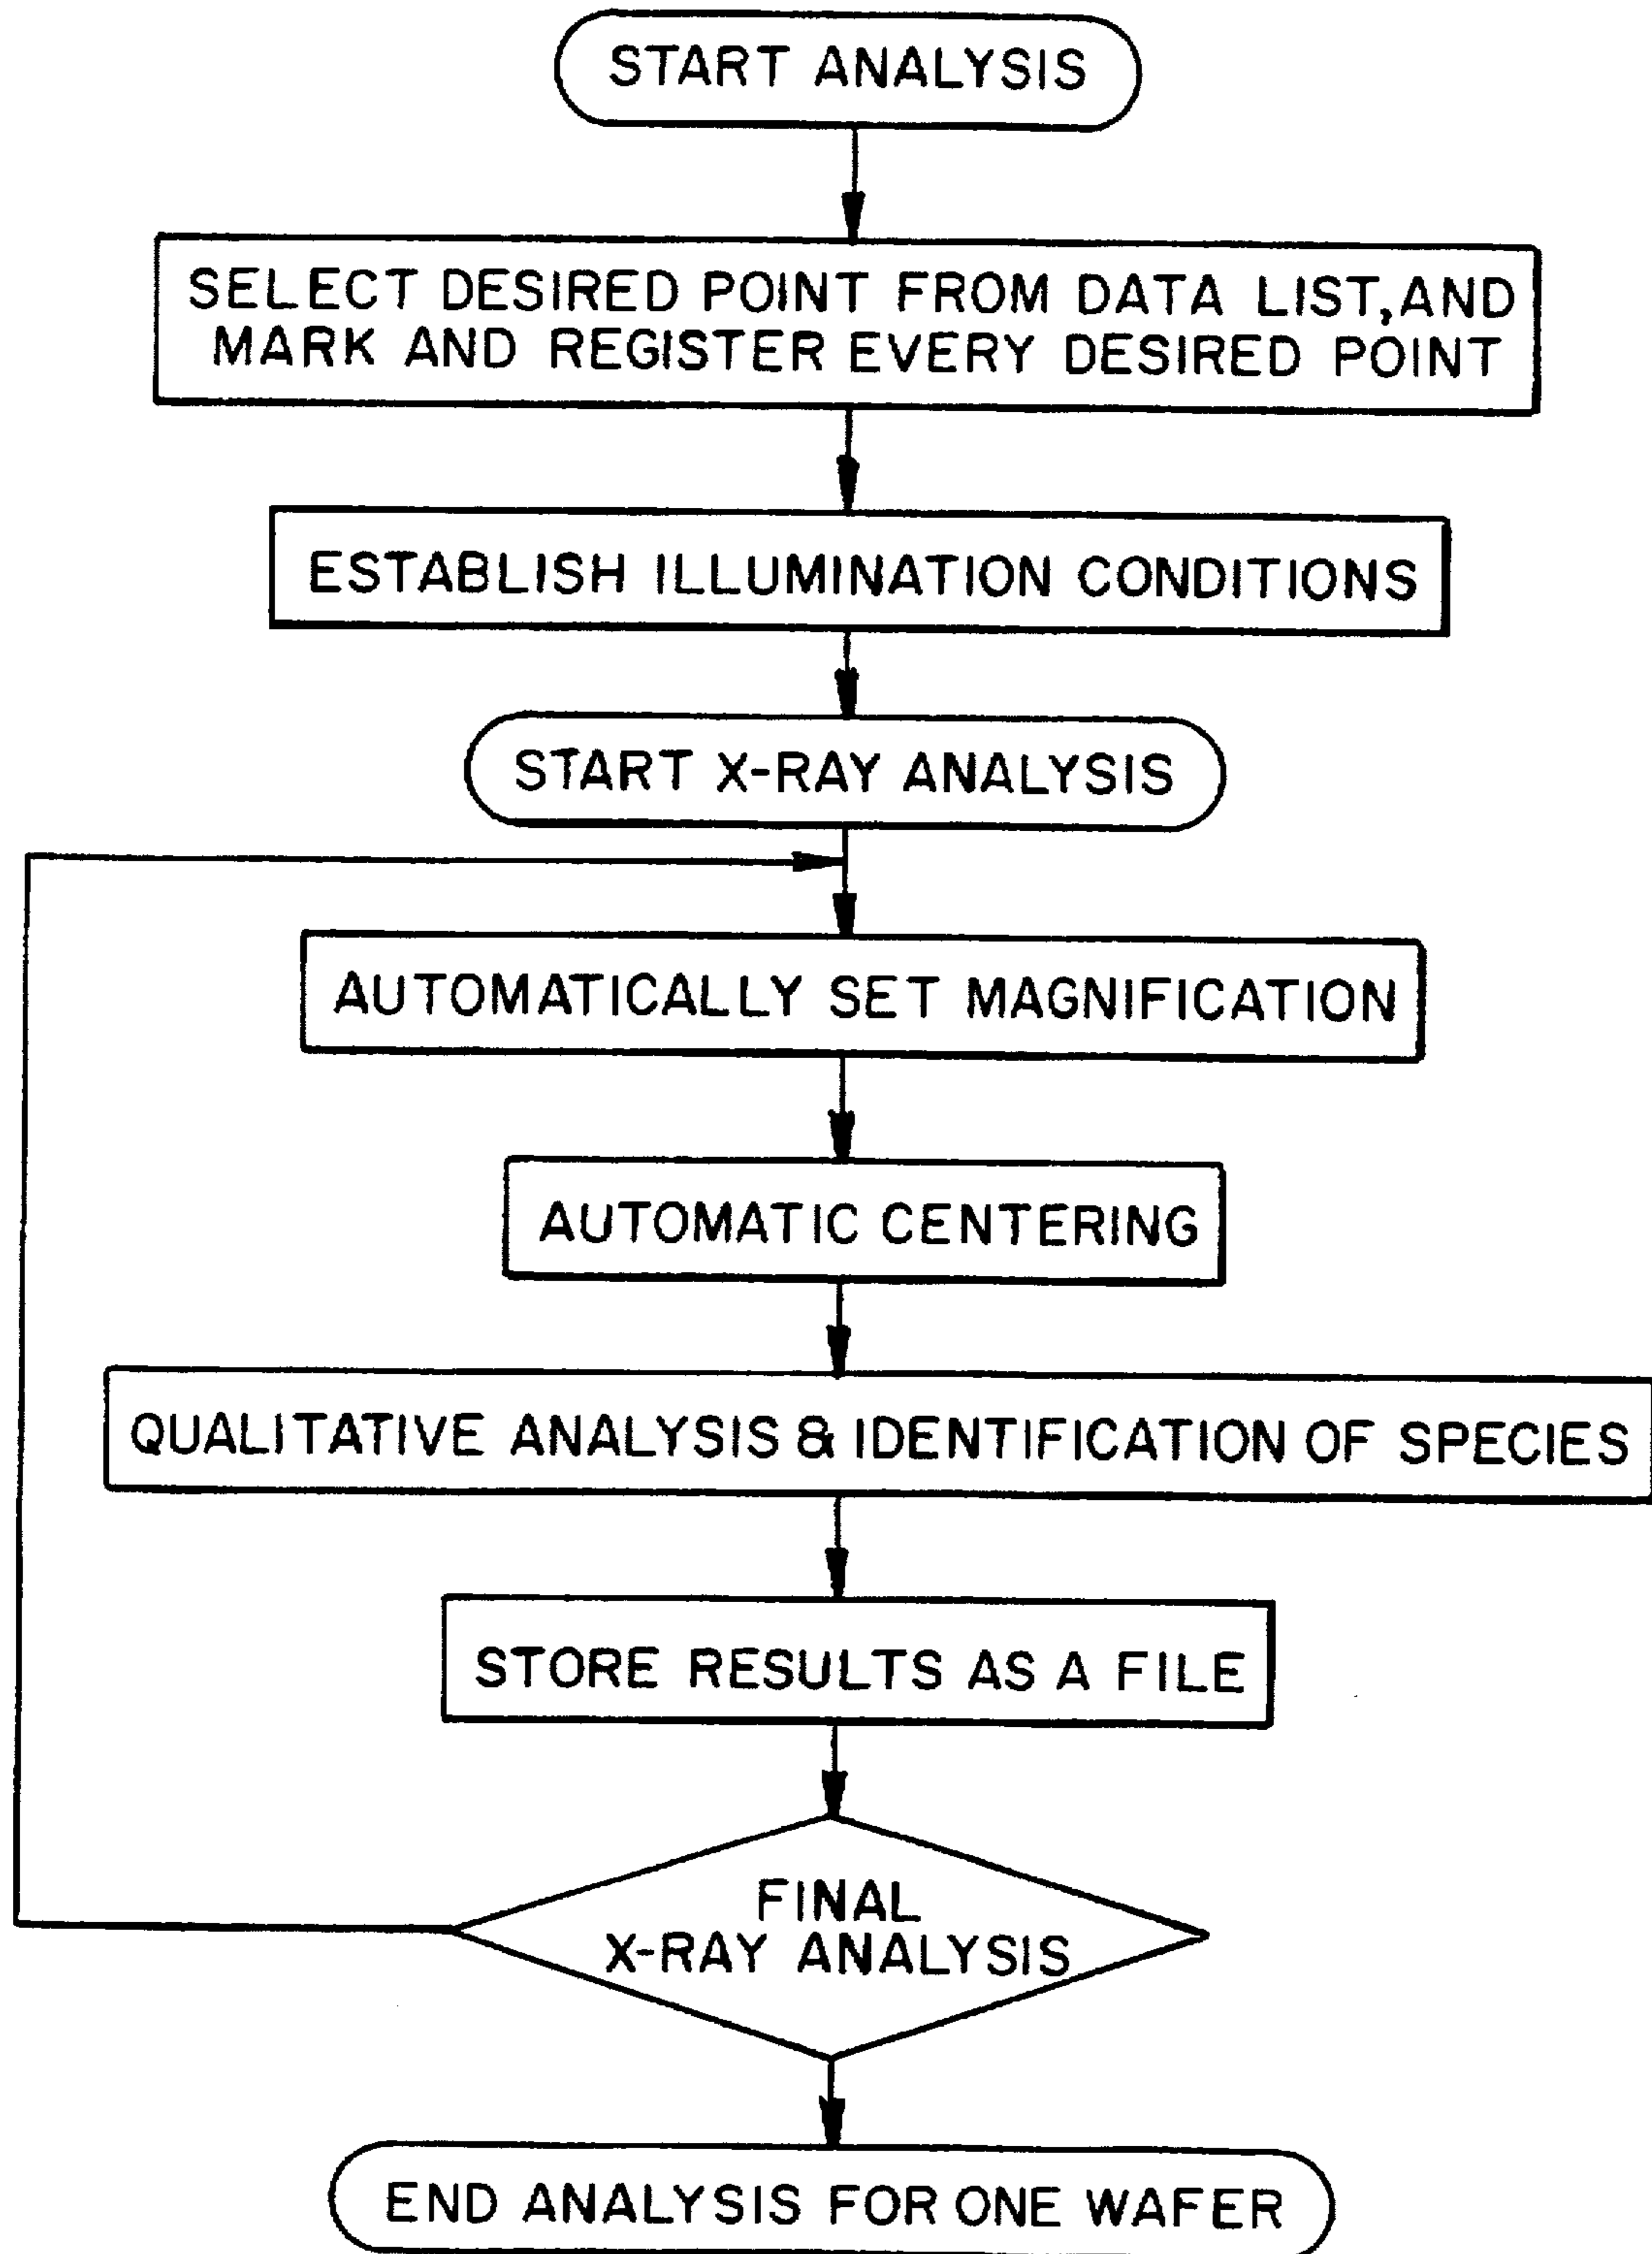 START ANALYSIS
SELECT DESIRED POINT FROM DATA LIST, AND
MARK AND REGISTER EVERY DESIRED POINT
ESTABLISH ILLUMINATION CONDITIONS
START X-RAY ANALYSIS
AUTOMATICALLY SET MAGNIFICATION
AUTOMATIC CENTERING
QUALITATIVE ANALYSIS & IDENTIFICATION OF SPECIES
STORE RESULTS AS A FILE
FINAL
X-RAY ANALYSIS
END ANALYSIS FOR ONE WAFER